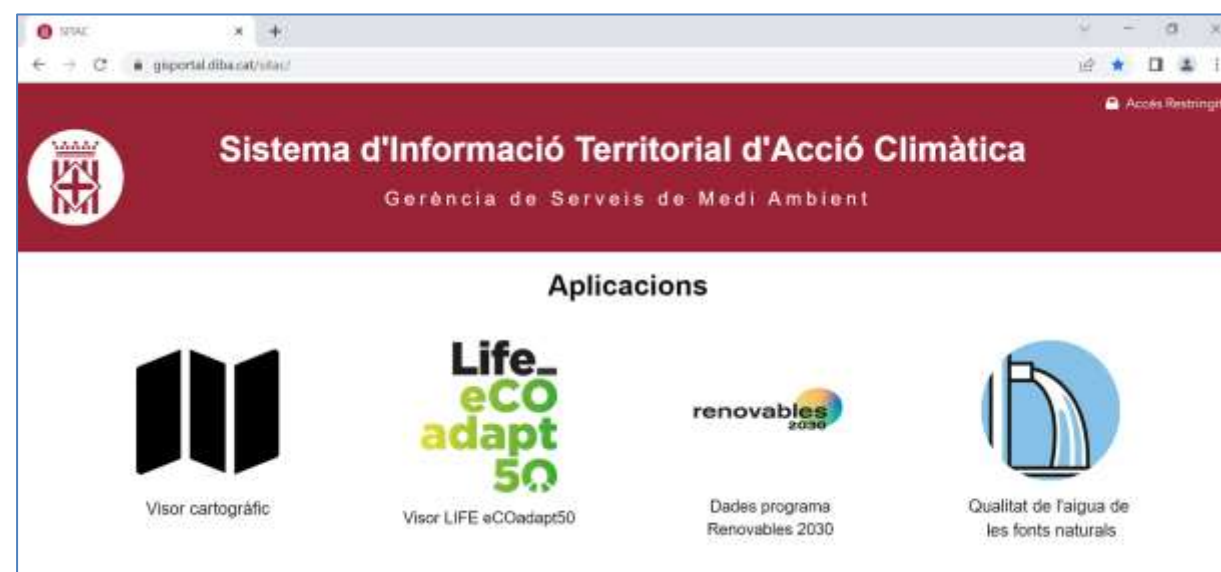 SITAC
gisportal.diba.cat/sitac/
Accés Restringit
Sistema d'Informació Territorial d'Acció Climàtica
Gerència de Serveis de Medi Ambient
Aplicacions
Life_
eCO
adapt
50
renovables
2030
Visor cartogràfic
Visor LIFE eCOadapt50
Dades programa
Renovables 2030
Qualitat de l'aigua de
les fonts naturals